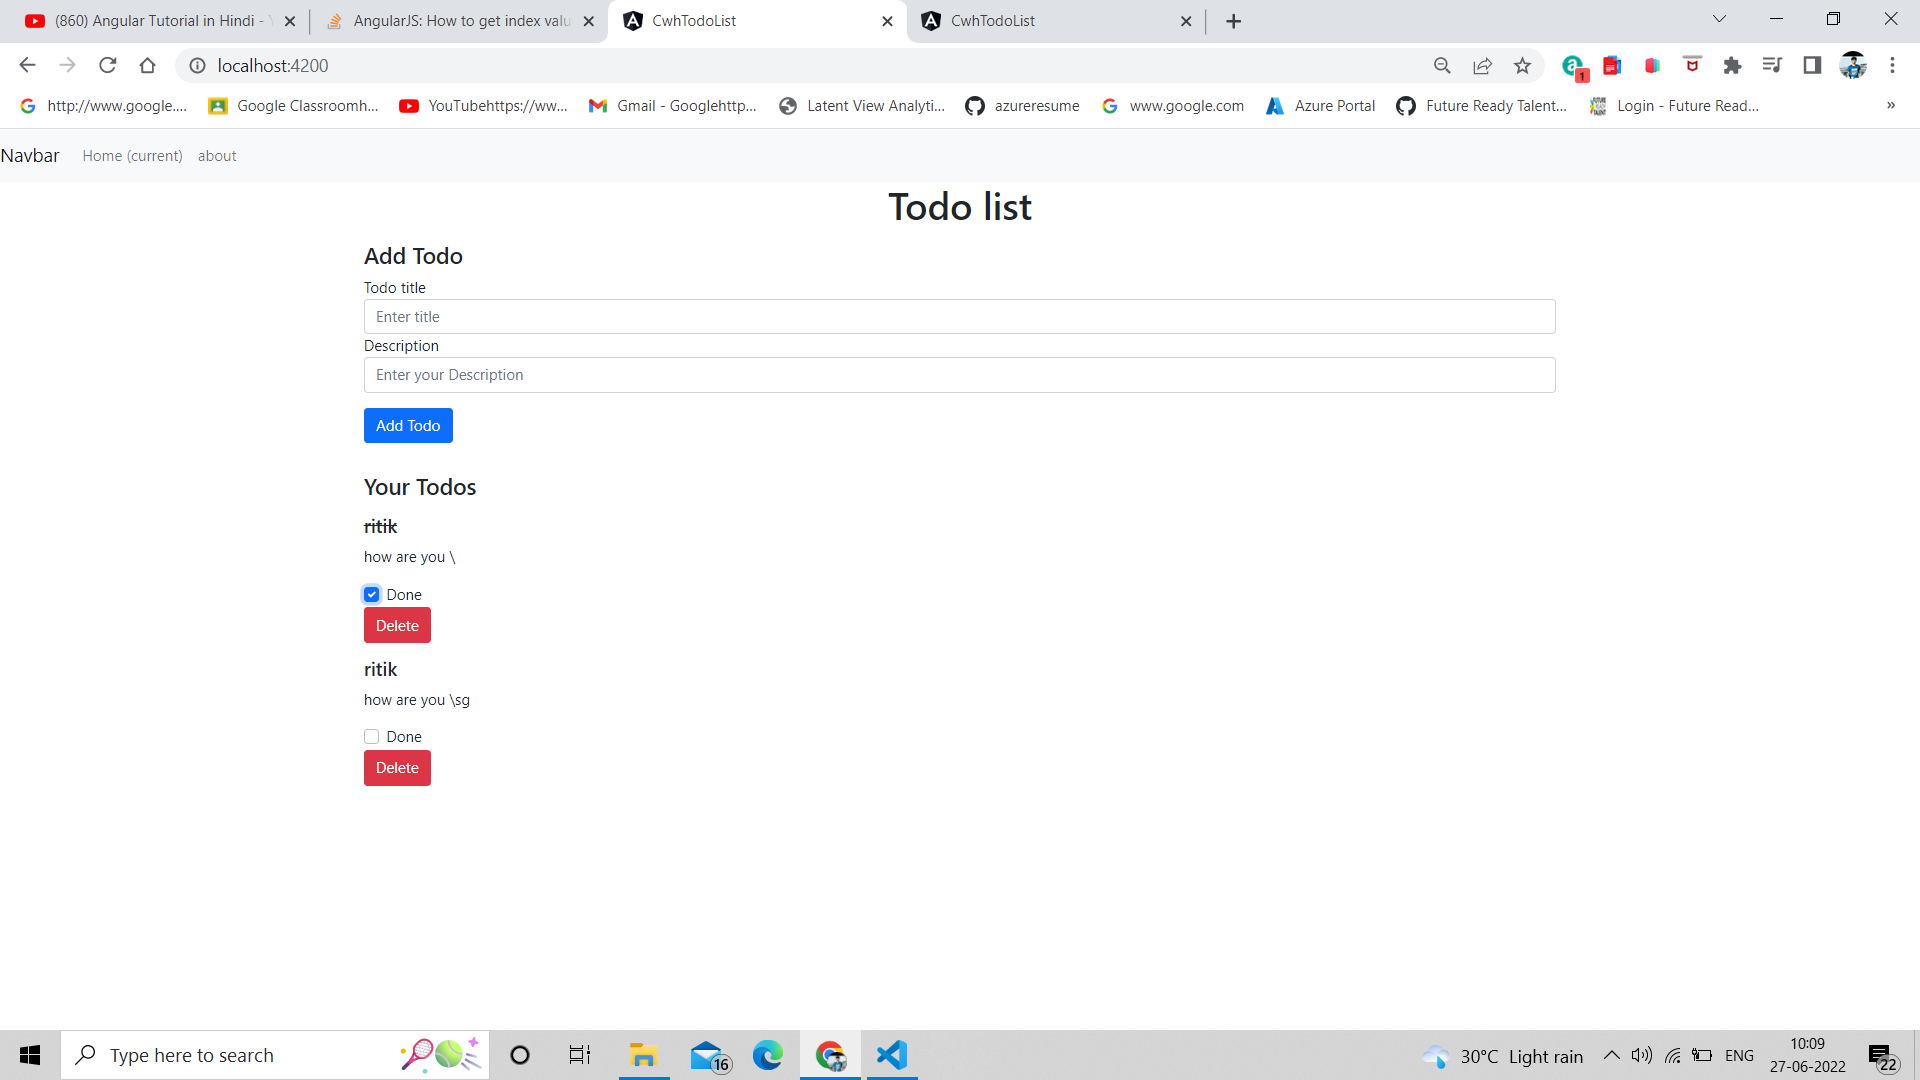 (860) Angular Tutorial in Hindi -
AngularJS: How to get index valu
CwhTodoList
CwhTodoList
localhost:4200
1
http://www.google....
Google Classroomh...
YouTubehttps://ww...
Gmail - Googlehttp...
Latent View Analyti...
azureresume
www.google.com
Azure Portal
Future Ready Talent...
Login - Future Read...
»
Navbar
Home (current)
about
Todo list
Add Todo
Todo title
Enter title
Description
Enter your Description
Add Todo
Your Todos
ritik
how are you \
Done
Delete
ritik
how are you \sg
Done
Delete
Type here to search
16
30°C Light rain
ENG
10:09
27-06-2022
22